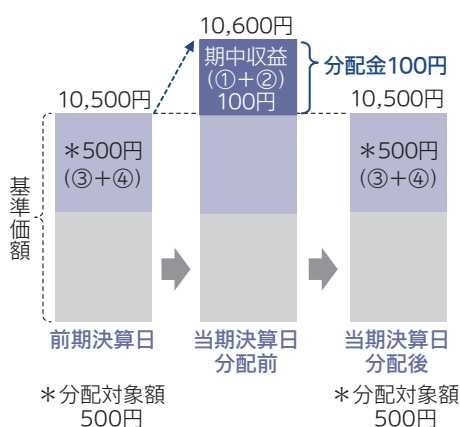 10,600円
期中収益
(①+②)
100円
分配金100円
10,500円
10,500円
*500円
(③+④)
*500円
(③+④)
基準価額
前期決算日
当期決算日
分配前
当期決算日
分配後
*分配対象額
500円
*分配対象額
500円